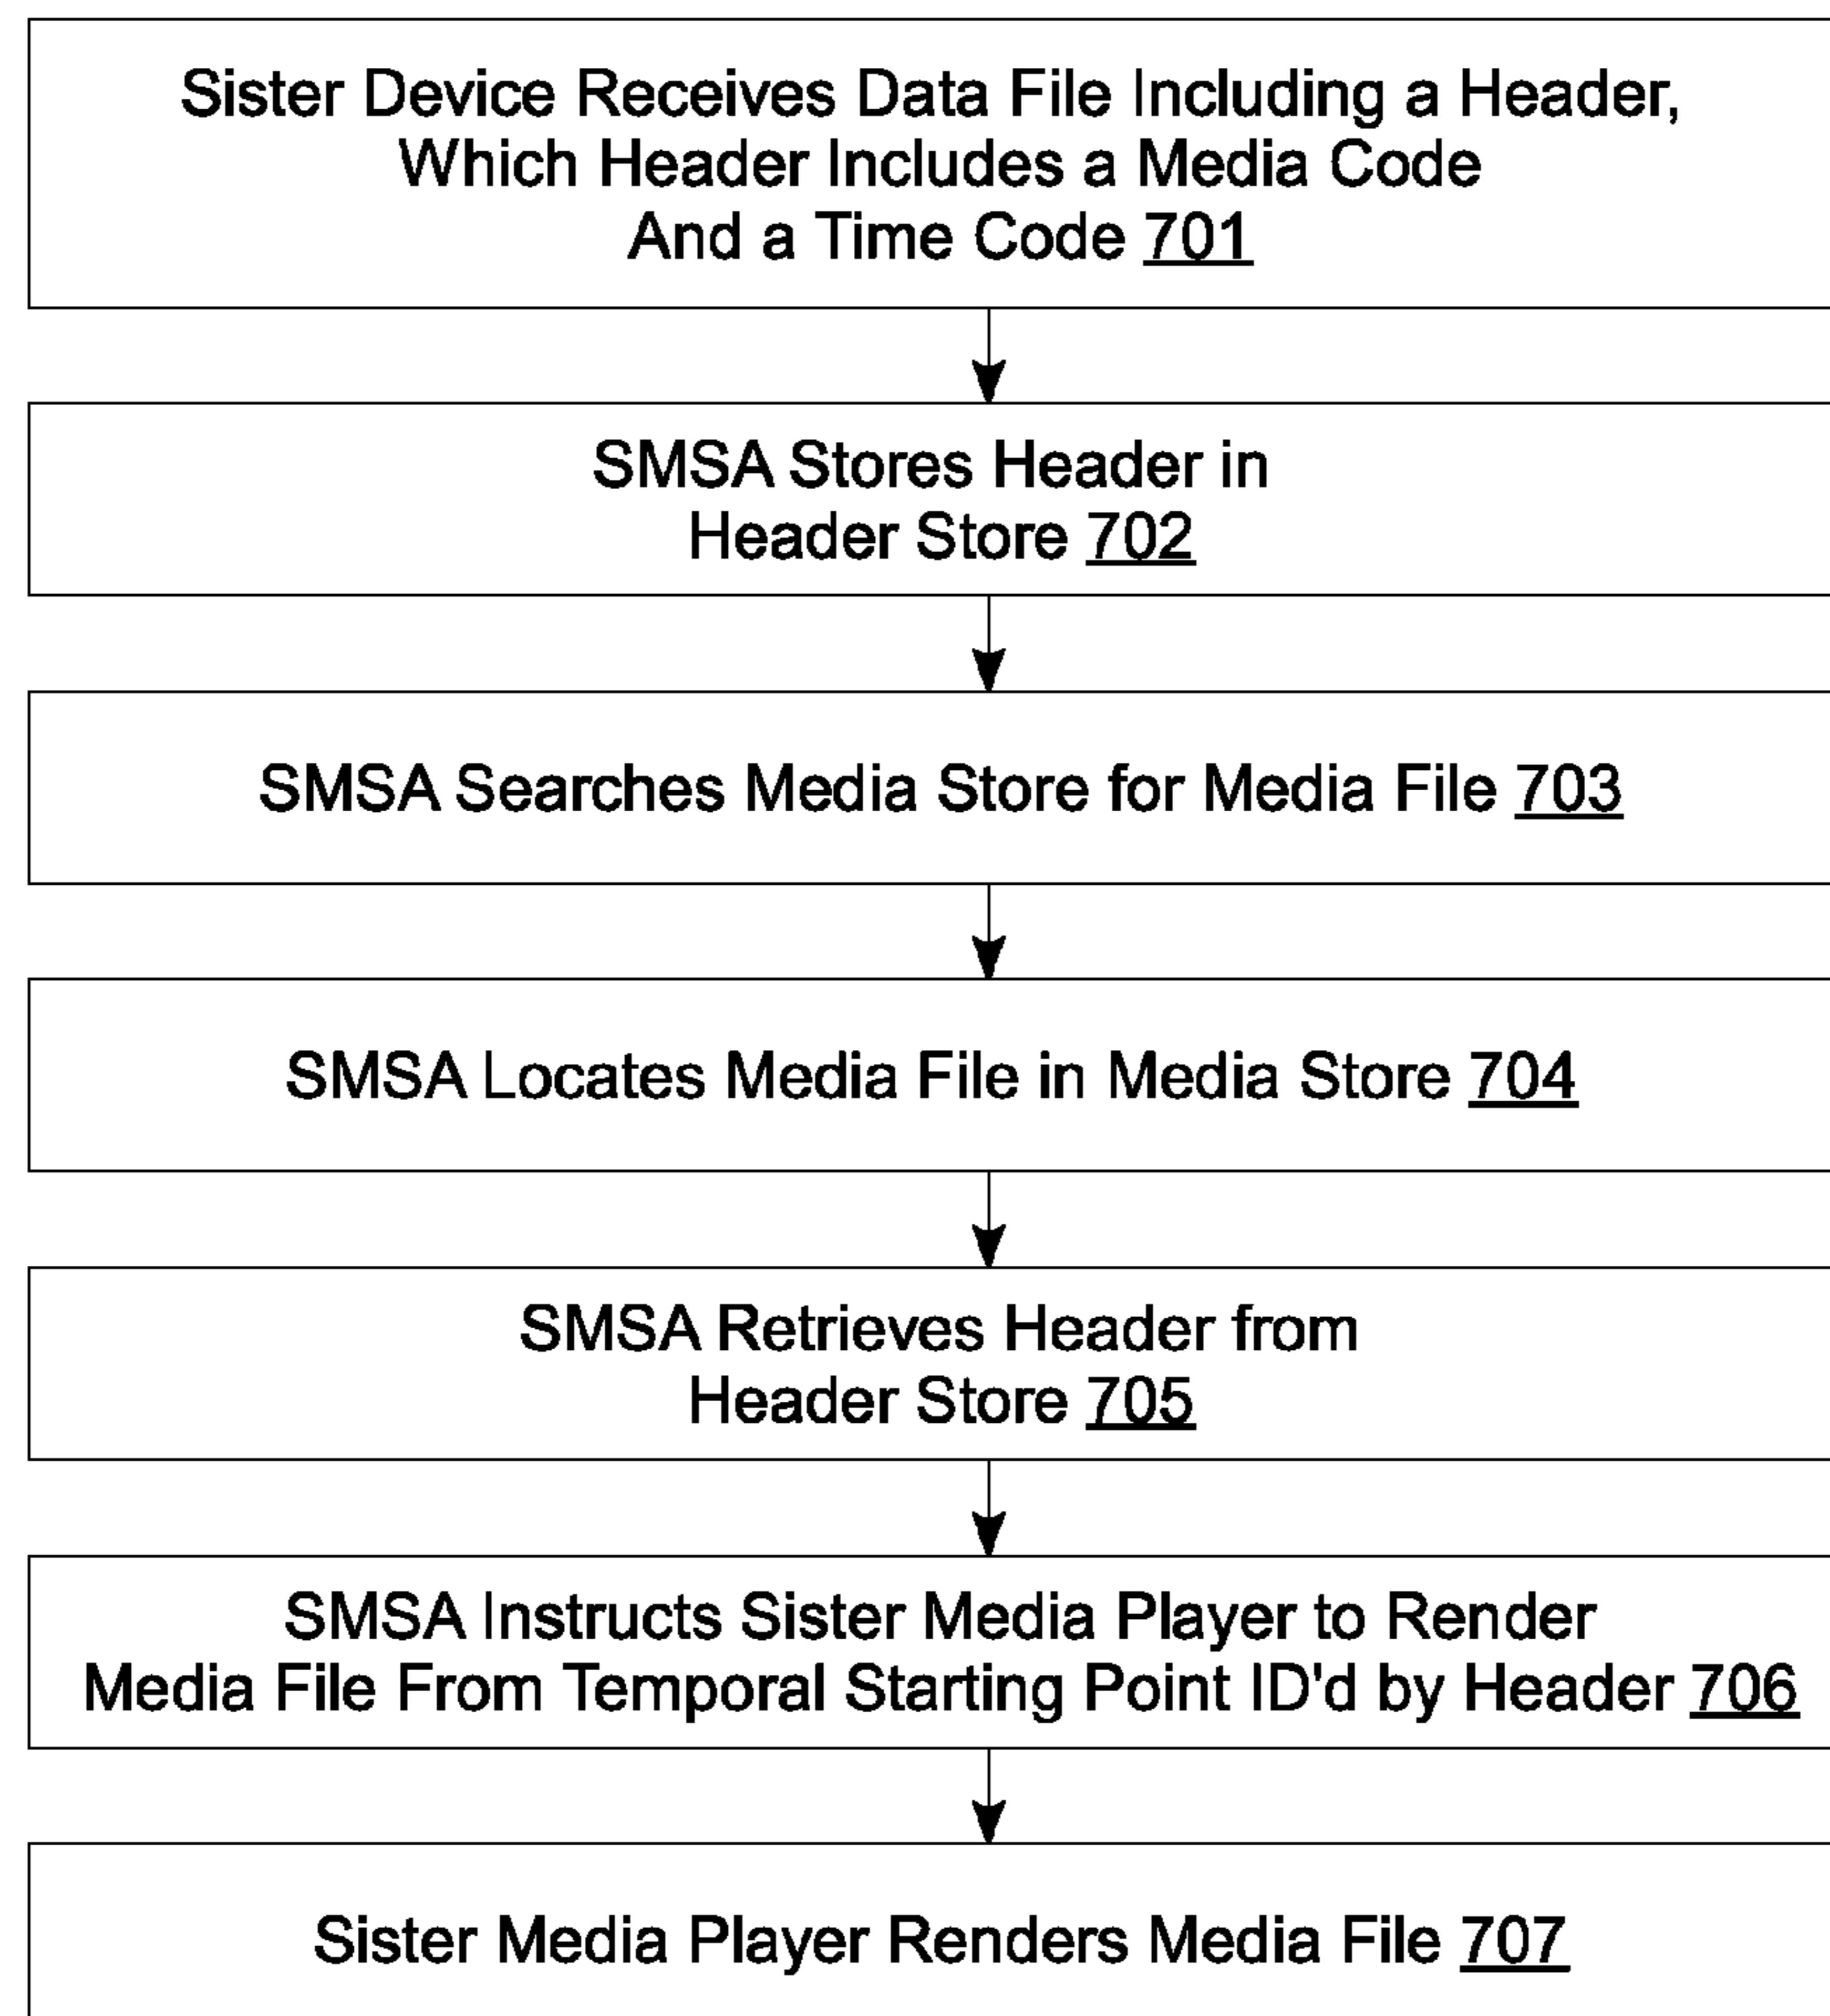 Sister Device Receives Data File Including a Header,
Which Header Includes a Media Code
And a Time Code 701
SMSA Stores Header in
Header Store 702
SMSA Searches Media Store for Media File 703
SMSA Locates Media File in Media Store 704
SMSA Retrieves Header from
Header Store 705
SMSA Instructs Sister Media Player to Render
Media File From Temporal Starting Point ID'd by Header 706
Sister Media Player Renders Media File 707